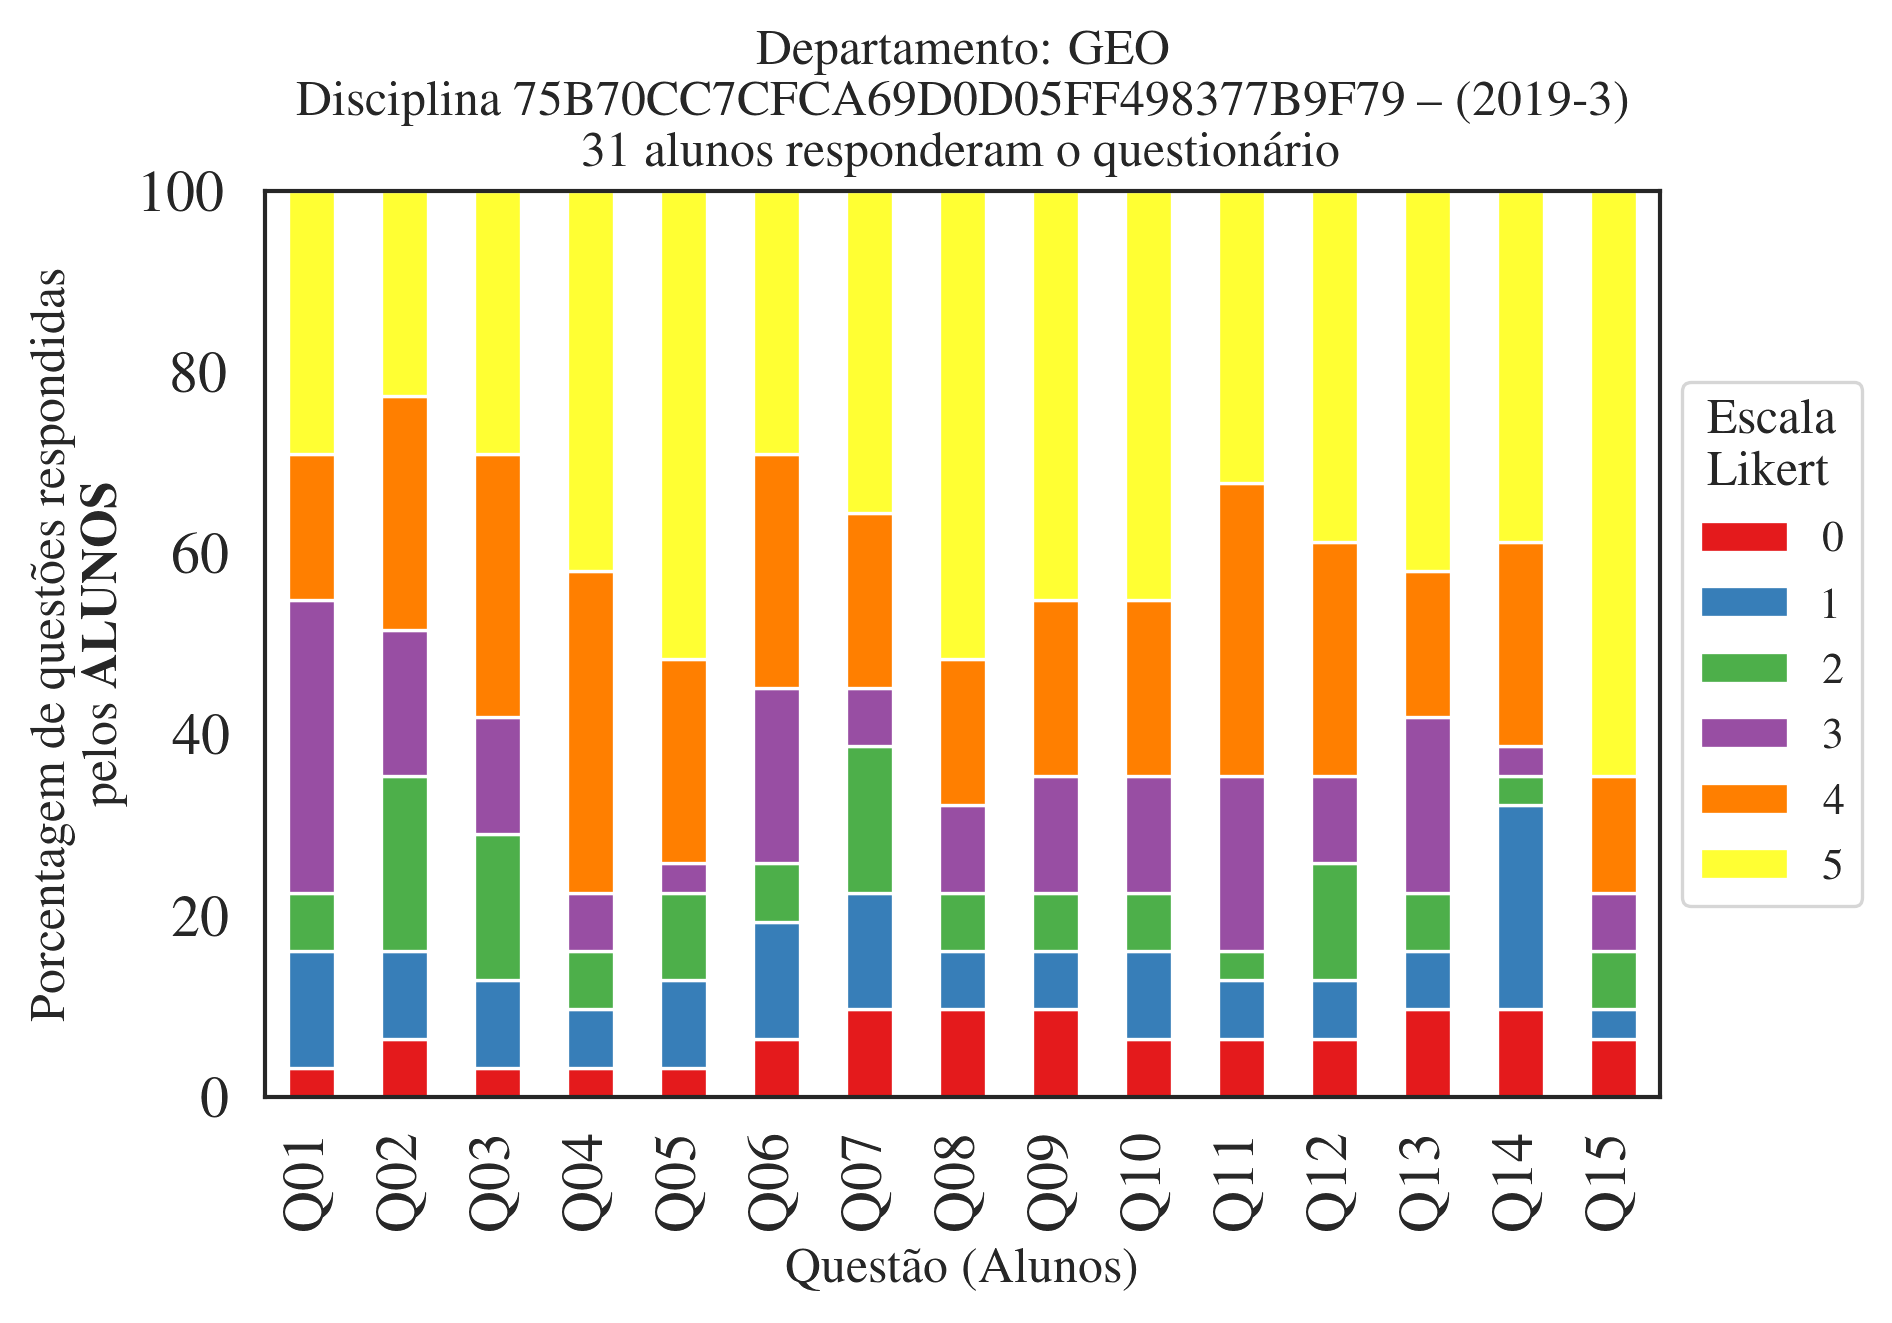 Departamento: GEO
Disciplina 75B70CC7CFCA69D0D05FF498377B9F79 – (2019-3)
31 alunos responderam o questionário
Porcentagem de questões respondidas
pelos ALUNOS
100
80
60
40
20
0
Q01
Q02
Q03
Q04
Q05
Q06
Q07
Q08
Q09
Q10
Q11
Q12
Q13
Q14
Q15
Questão (Alunos)
Escala
Likert
0
1
2
3
4
5